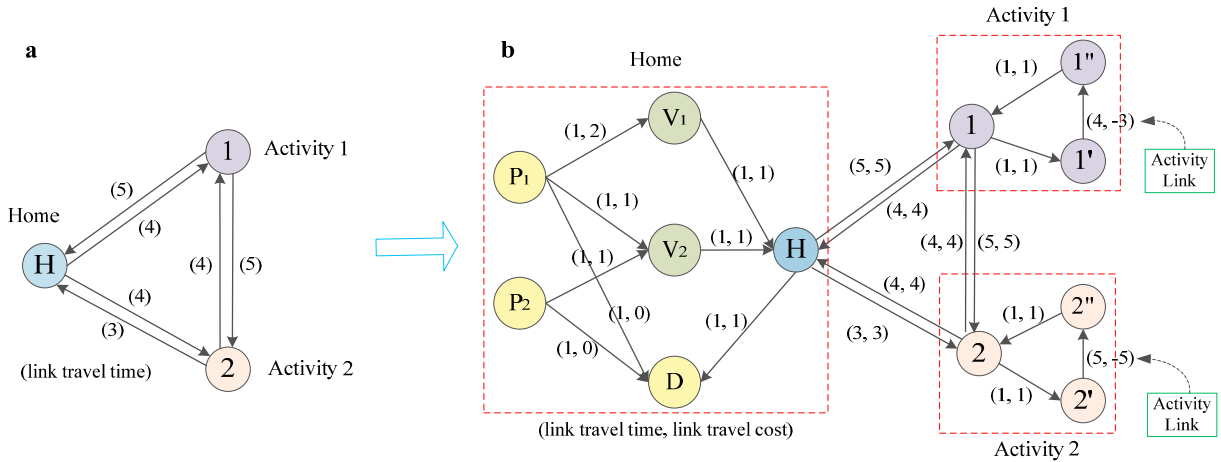 a
Home
H
1
Activity 1
2
Activity 2
(5)
(4)
(4)
(3)
(4)
(5)
(link travel time)
b
Home
P1
P2
V1
V2
D
H
(1, 2)
(1, 1)
(1, 1)
(1, 0)
(1, 0)
(1, 1)
(1, 1)
(1, 1)
(link travel time, link travel cost)
(5, 5)
(4, 4)
(4, 4)
(5, 5)
(4, 4)
(3, 3)
Activity 1
1
1'
1"
(1, 1)
(1, 1)
(4, -3)
Activity
Link
2
2'
2"
(1, 1)
(1, 1)
(5, -5)
Activity
Link
Activity 2